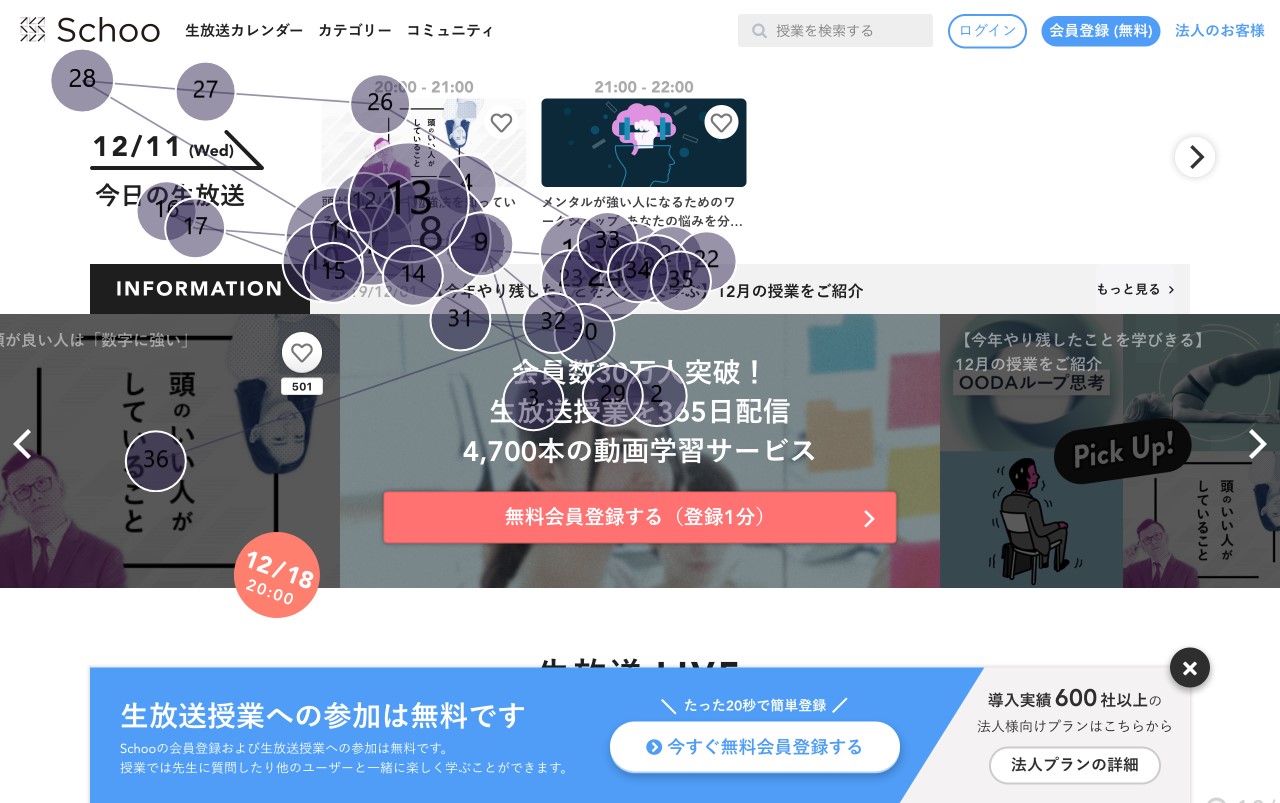 Schoo
生放送カレンダー カテゴリー コミュニティ
授業を検索する
ログイン
会員登録 (無料)
法人のお客様
28
27
26
20:00 - 21:00
21:00 - 22:00
12/11 (Wed)
今日の生放送
頭のいい人が
していること
16
17
12
13
4
11
8
9
15
14
メンタルが強い人になるためのワ
ークショップ あなたの悩みを分…
33
23
34
35
22
INFORMATION
今年やり残した
12月の授業をご紹介
もっと見る
31
32
30
が良い人は「数字に強い」
501
頭のいい人が
していること
36
12/18
20:00
会員数30万人突破！
生放送授業を365日配信
4,700本の動画学習サービス
3
29
2
無料会員登録する（登録1分）
【今年やり残したことを学びきる】
12月の授業をご紹介
OODAループ思考
Pick Up!
頭のいい人が
していること
生放送 LIVE
生放送授業への参加は無料です
Schooの会員登録および生放送授業への参加は無料です。
授業では先生に質問したり他のユーザーと一緒に楽しく学ぶことができます。
たった20秒で簡単登録
今すぐ無料会員登録する
導入実績 600 社以上の
法人様向けプランはこちらから
法人プランの詳細